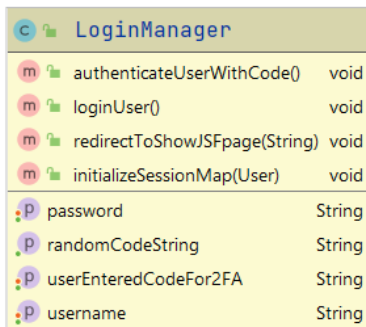 C LoginManager
m authenticateUserWithCode() void
m loginUser() void
m redirectToShowJSFpage(String) void
m initializeSessionMap(User) void
p password String
p randomCodeString String
p userEnteredCodeFor2FA String
p username String